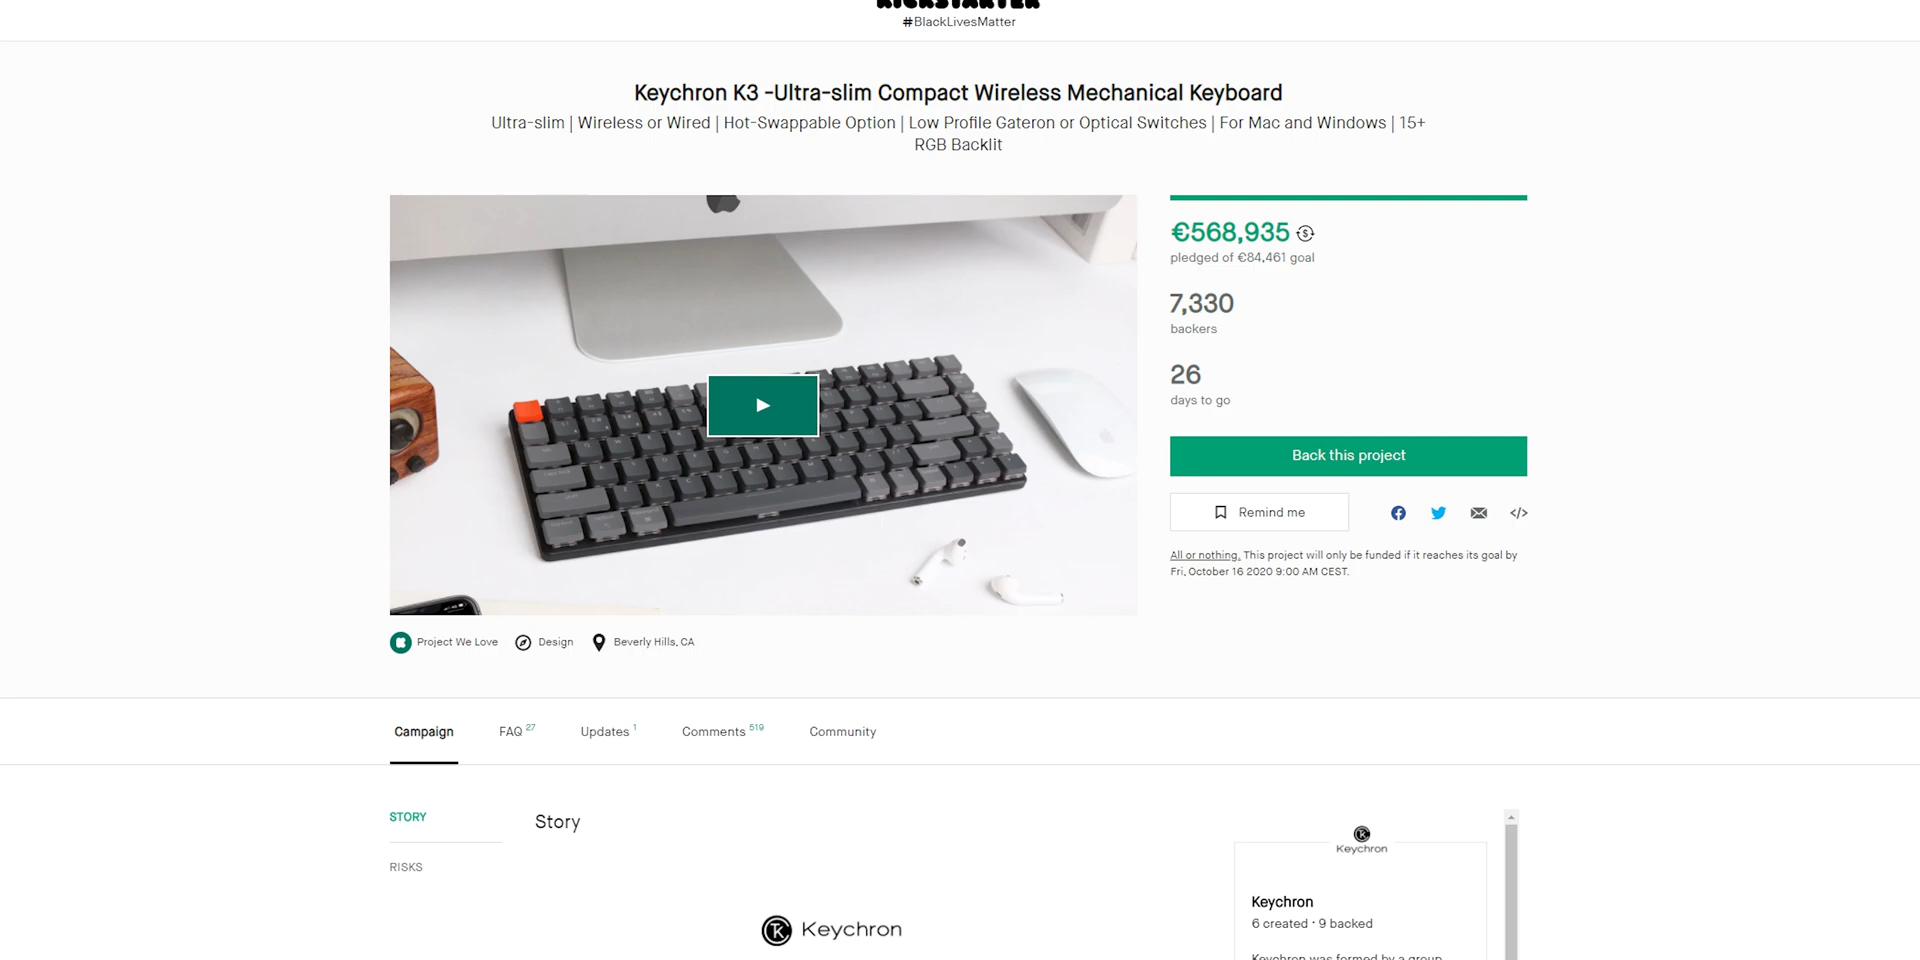 KICKSTARTER
#BlackLivesMatter
Keychron K3 -Ultra-slim Compact Wireless Mechanical Keyboard
Ultra-slim | Wireless or Wired | Hot-Swappable Option | Low Profile Gateron or Optical Switches | For Mac and Windows | 15+
RGB Backlit
€568,935
pledged of €84,461 goal
7,330
backers
26
days to go
Back this project
Remind me
All or nothing. This project will only be funded if it reaches its goal by
Fri, October 16 2020 9:00 AM CEST.
Project We Love
Design
Beverly Hills, CA
Campaign
FAQ 27
Updates 1
Comments 519
Community
STORY
RISKS
Story
Keychron
Keychron
Keychron
6 created · 9 backed
Keychron was formed by a group